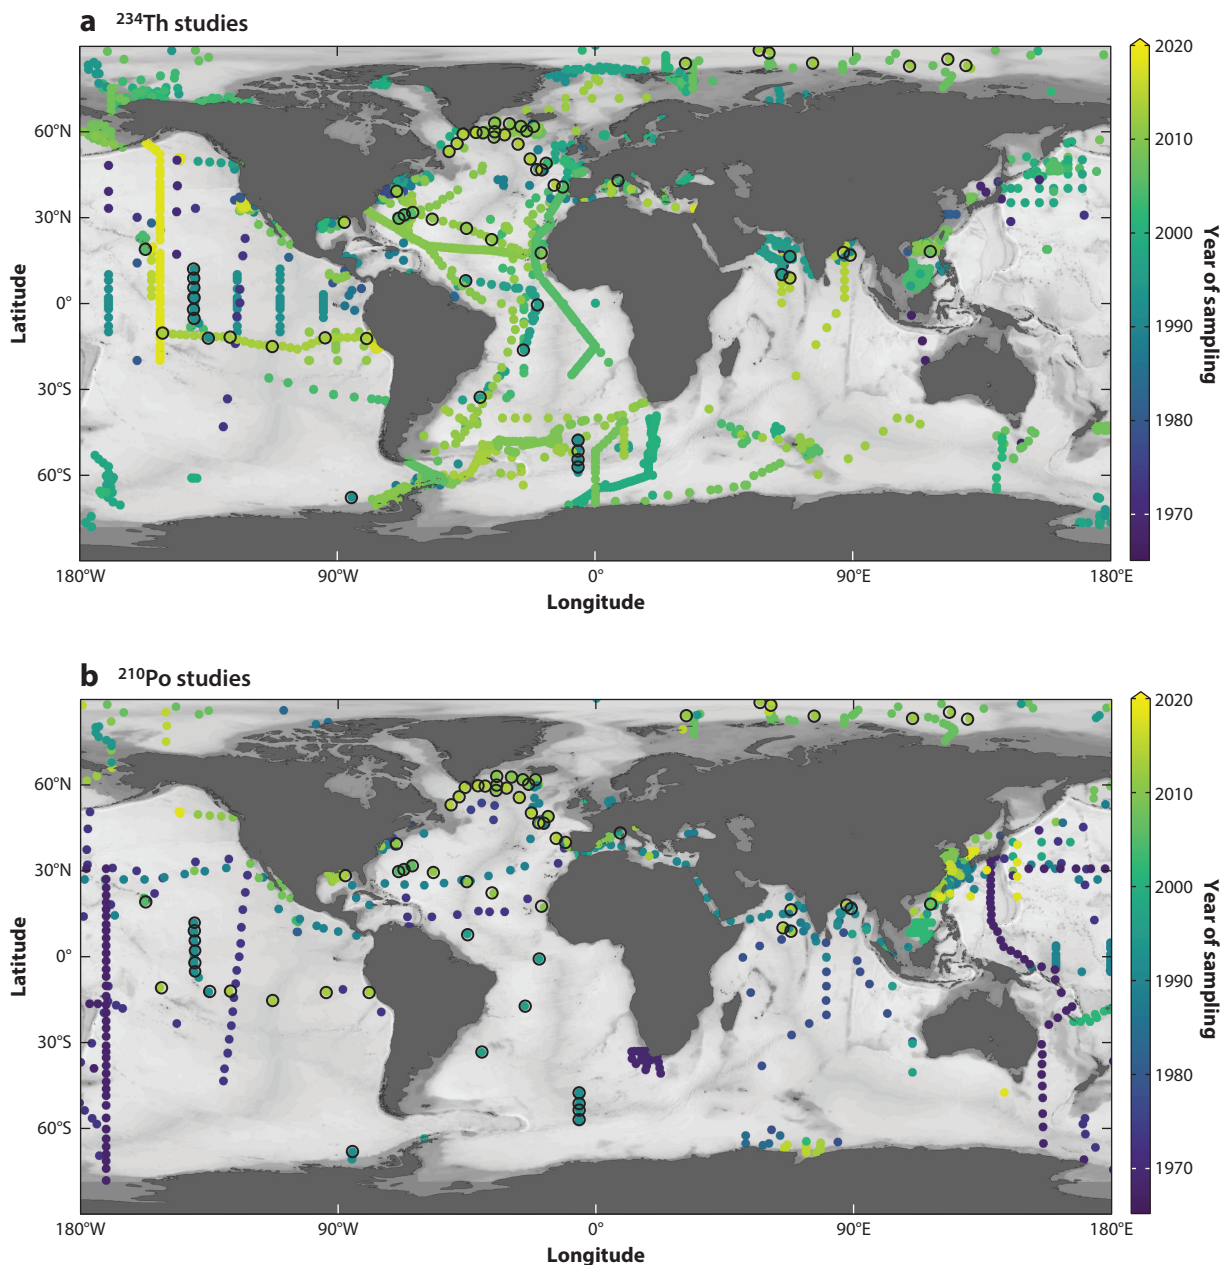 a ²³⁴Th studies
2020
60°N
2010
30°N
2000
0°
1990
30°S
1980
60°S
1970
Latitude
Year of sampling
180°W 90°W 0° 90°E 180°E
Longitude
b ²¹⁰Po studies
2020
60°N
2010
30°N
2000
0°
1990
30°S
1980
60°S
1970
Latitude
Year of sampling
180°W 90°W 0° 90°E 180°E
Longitude